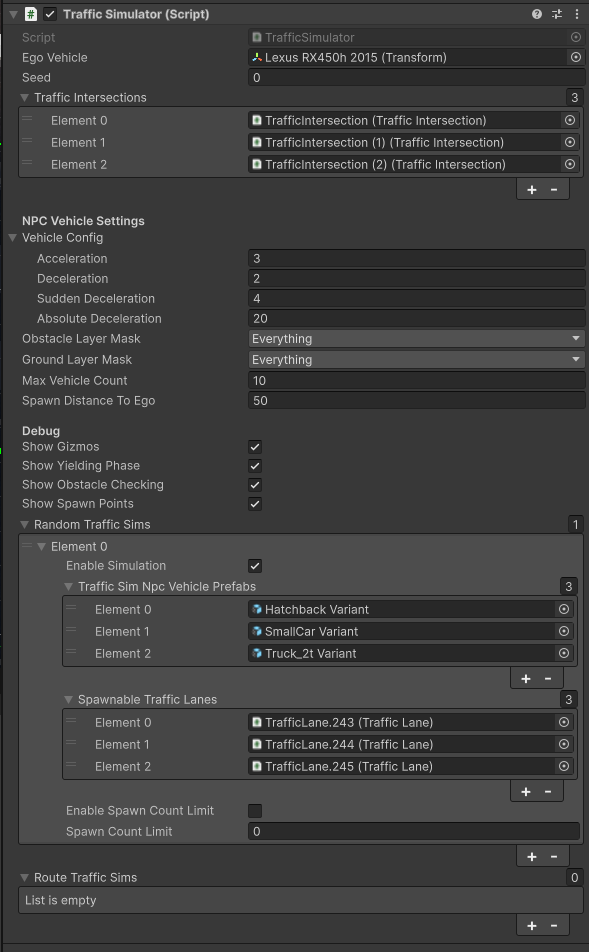 Traffic Simulator (Script)
Script TrafficSimulator
Ego Vehicle Lexus RX450h 2015 (Transform)
Seed 0
Traffic Intersections 3
Element 0 TrafficIntersection (Traffic Intersection)
Element 1 TrafficIntersection (1) (Traffic Intersection)
Element 2 TrafficIntersection (2) (Traffic Intersection)
+ -
NPC Vehicle Settings
Vehicle Config
Acceleration 3
Deceleration 2
Sudden Deceleration 4
Absolute Deceleration 20
Obstacle Layer Mask Everything
Ground Layer Mask Everything
Max Vehicle Count 10
Spawn Distance To Ego 50
Debug
Show Gizmos
Show Yielding Phase
Show Obstacle Checking
Show Spawn Points
Random Traffic Sims 1
Element 0
Enable Simulation
Traffic Sim Npc Vehicle Prefabs 3
Element 0 Hatchback Variant
Element 1 SmallCar Variant
Element 2 Truck_2t Variant
+ -
Spawnable Traffic Lanes 3
Element 0 TrafficLane.243 (Traffic Lane)
Element 1 TrafficLane.244 (Traffic Lane)
Element 2 TrafficLane.245 (Traffic Lane)
+ -
Enable Spawn Count Limit
Spawn Count Limit 0
+ -
Route Traffic Sims 0
List is empty
+ -